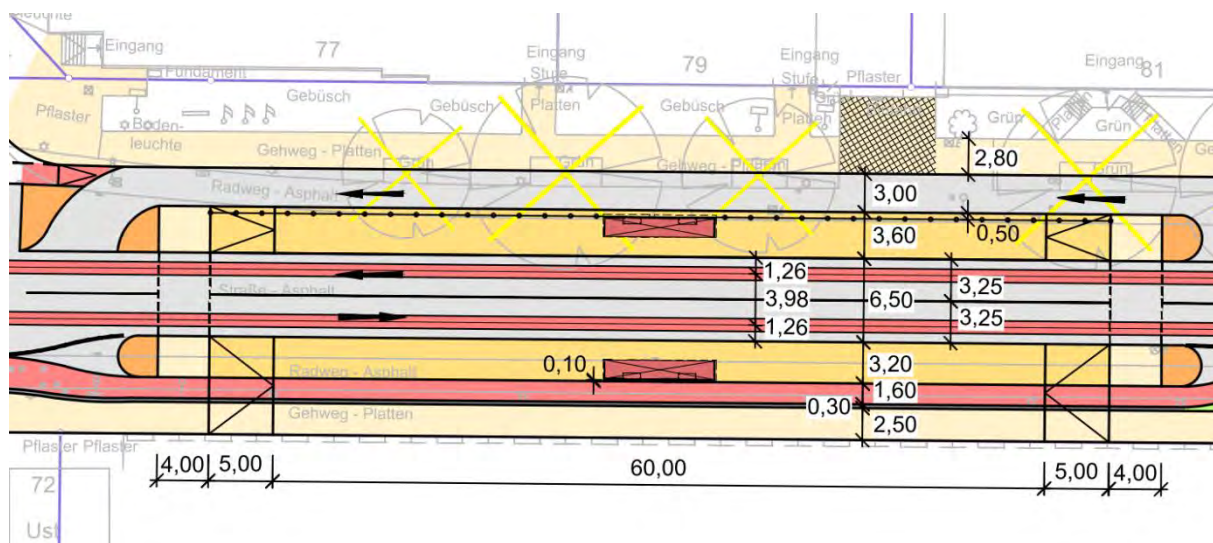 Eingang
77
Eingang
Stufe
79
Eingang
Stufe
Pflaster
Eingang
81
72
Fundament
Gebüsch
Gebüsch
Platten
Gebüsch
Platten
Platten
Platten
Grün
Grün
Pflaster
Boden-
leuchte
Gehweg - Platten
Grün
Grün
Gehweg - Platten
Grün
2,80
Radweg - Asphalt
3,00
3,60
0,50
1,26
Straße - Asphalt
3,98
6,50
3,25
1,26
3,25
Radweg - Asphalt
0,10
3,20
1,60
Gehweg - Platten
0,30
2,50
Pflaster Pflaster
4,00
5,00
60,00
5,00
4,00
72
Ust